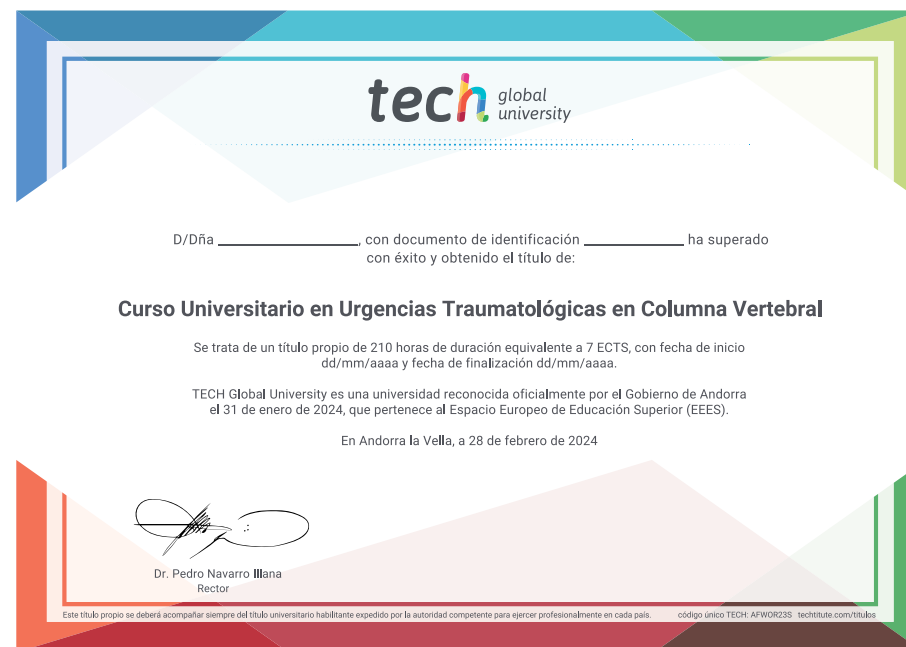 tech global university
D/Dña ____________________, con documento de identificación ______________ ha superado
con éxito y obtenido el título de:
Curso Universitario en Urgencias Traumatológicas en Columna Vertebral
Se trata de un título propio de 210 horas de duración equivalente a 7 ECTS, con fecha de inicio
dd/mm/aaaa y fecha de finalización dd/mm/aaaa.
TECH Global University es una universidad reconocida oficialmente por el Gobierno de Andorra
el 31 de enero de 2024, que pertenece al Espacio Europeo de Educación Superior (EEES).
En Andorra la Vella, a 28 de febrero de 2024
Dr. Pedro Navarro Illana
Rector
Este título propio se deberá acompañar siempre del título universitario habilitante expedido por la autoridad competente para ejercer profesionalmente en cada país. código único TECH: AFWOR23S techtitute.com/titulos